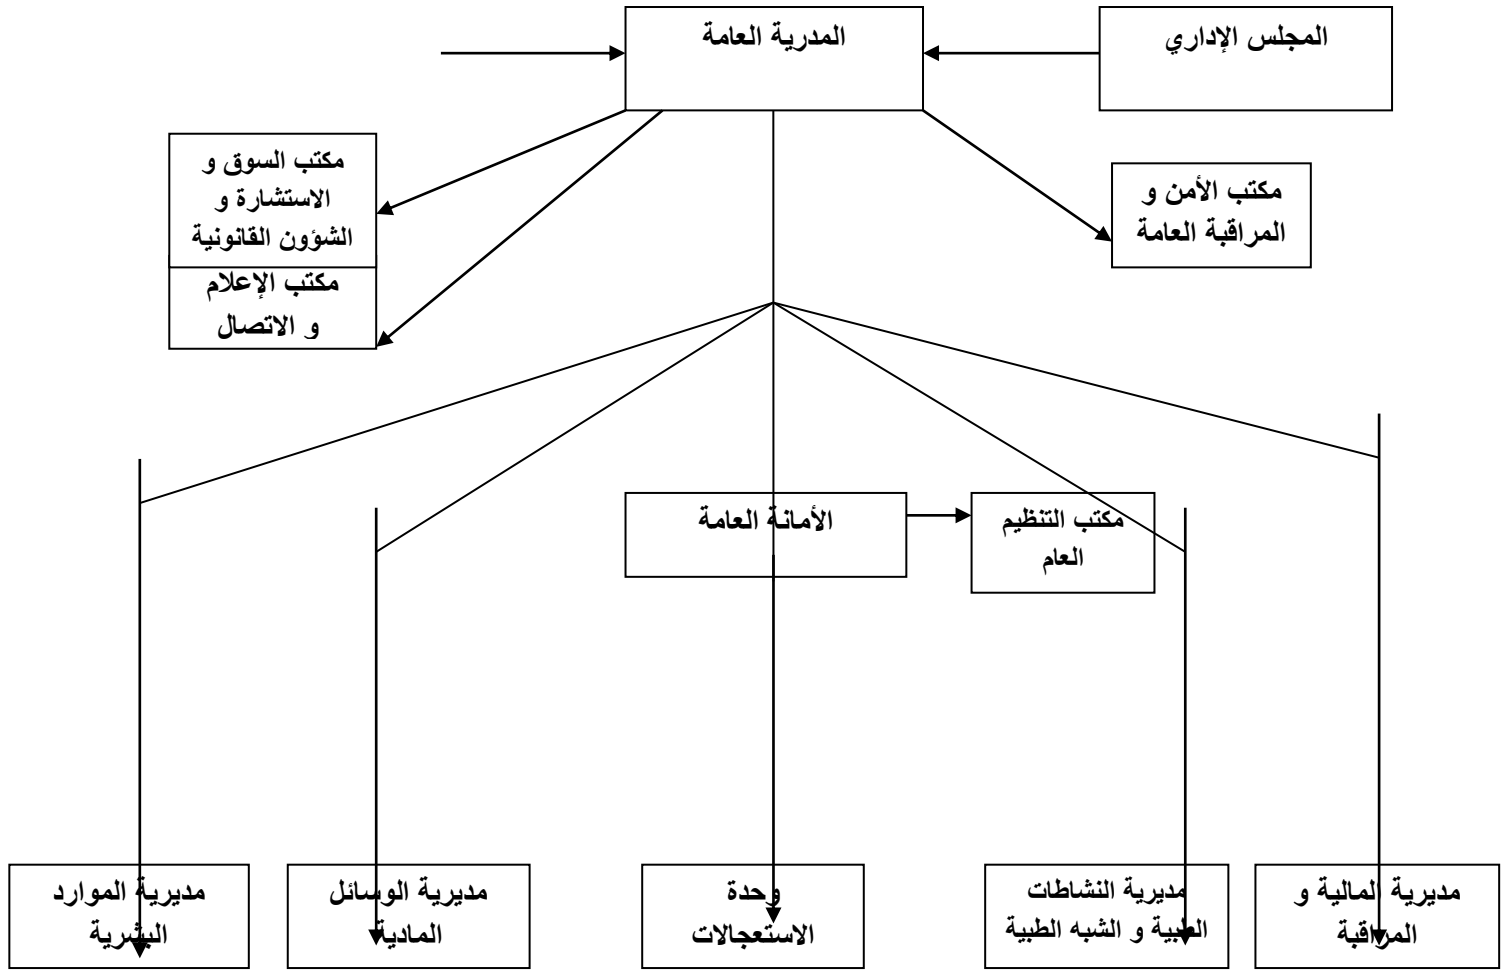 المجلس الإداري
المدرية العامة
مكتب الأمن و
المراقبة العامة
مكتب السوق و
الاستشارة و
الشؤون القانونية
مكتب الإعلام
و الاتصال
مكتب التنظيم
العام
الأمانة العامة
مديرية المالية و
المراقبة
مديرية النشاطات
الطبية و الشبه الطبية
وحدة
الاستعجالات
مديرية الوسائل
المادية
مديرية الموارد
البشرية